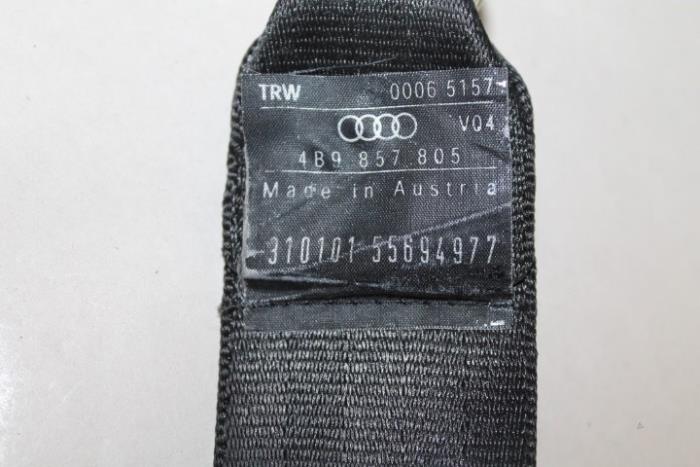 TRW 0006 5157
V04
4B9 857 805
Made in Austria
310101 55694977